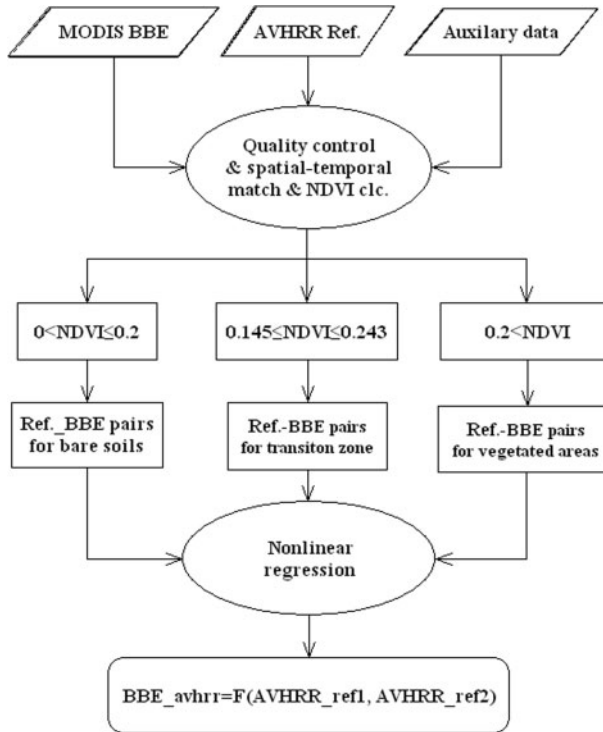 MODIS BBE
AVHRR Ref.
Auxilary data
Quality control
& spatial-temporal
match & NDVI clc.
0<NDVI≤0.2
0.145≤NDVI≤0.243
0.2<NDVI
Ref._BBE pairs
for bare soils
Ref.-BBE pairs
for transiton zone
Ref.-BBE pairs
for vegetated areas
Nonlinear
regression
BBE_avhrr=F(AVHRR_ref1, AVHRR_ref2)